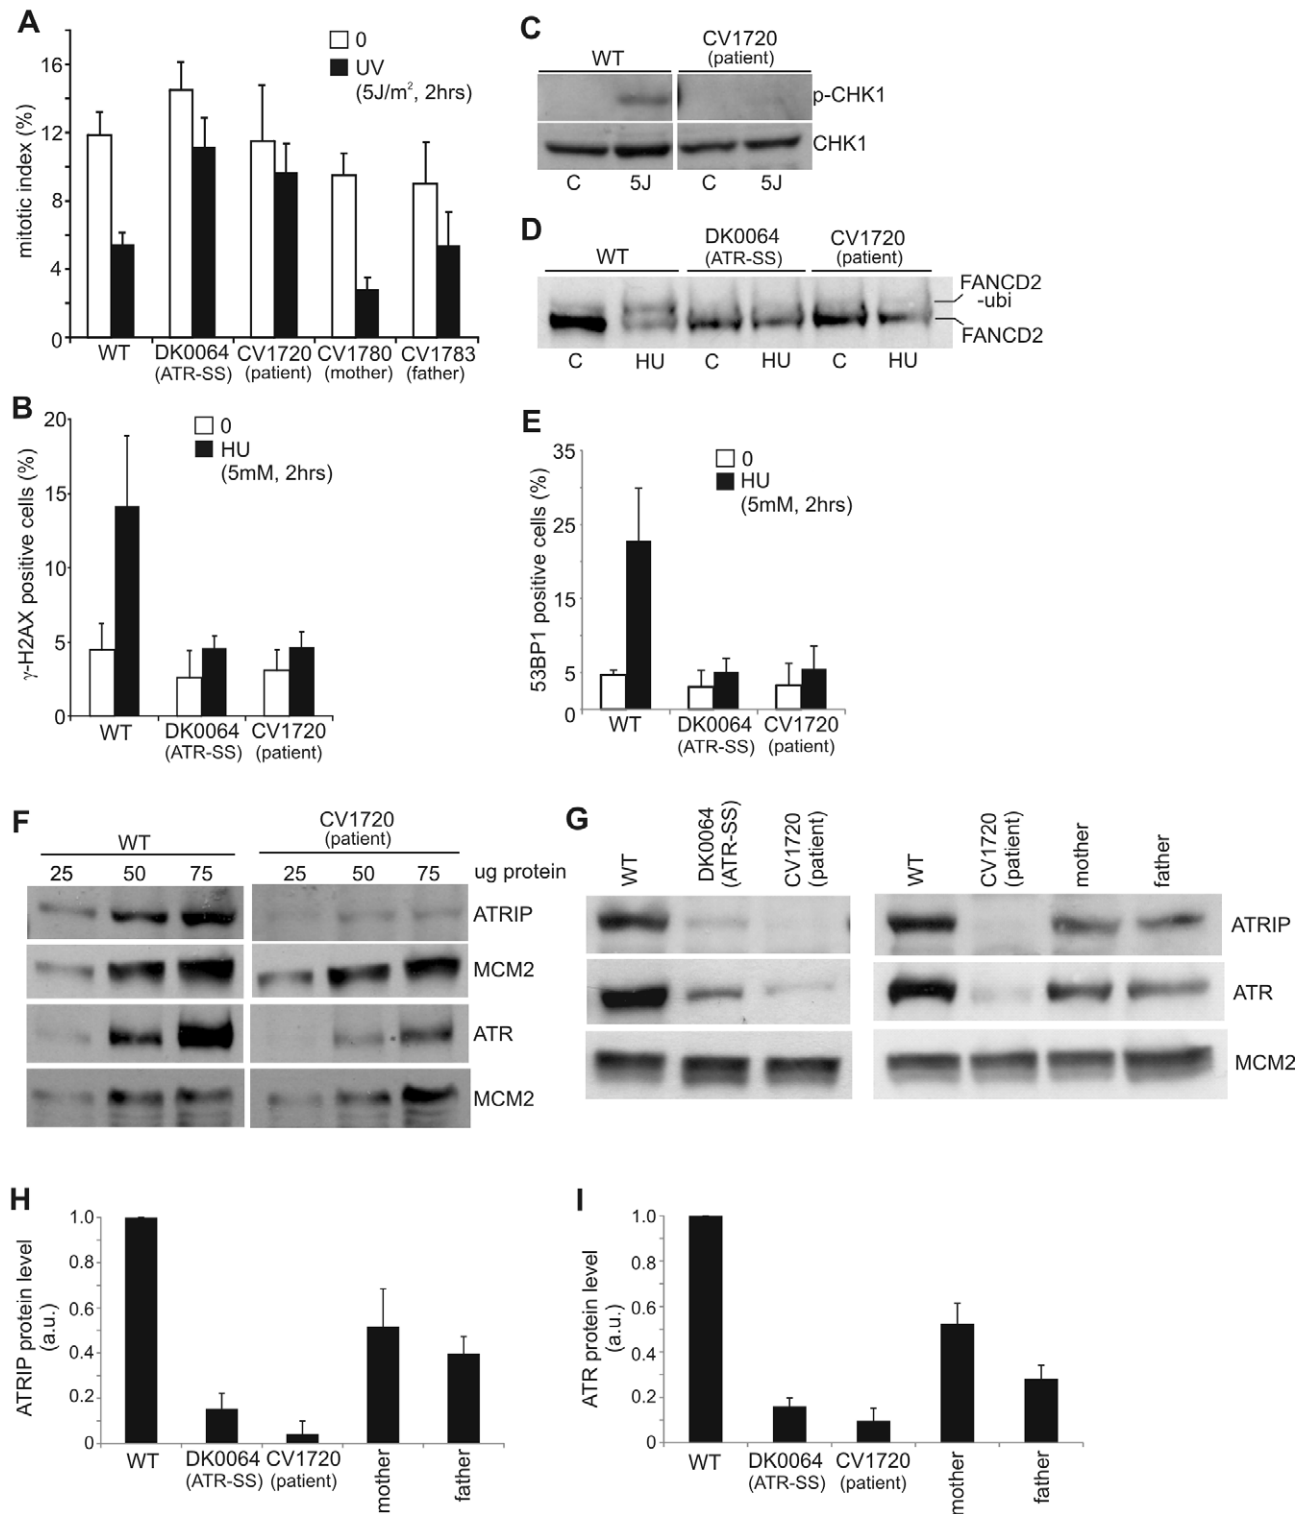 A
0
UV
(5J/m², 2hrs)
mitotic index (%)
16
12
8
4
0
WT
DK0064
(ATR-SS)
CV1720
(patient)
CV1780
(mother)
CV1783
(father)
B
0
HU
(5mM, 2hrs)
γ-H2AX positive cells (%)
20
15
10
5
0
WT
DK0064
(ATR-SS)
CV1720
(patient)
C
WT
CV1720
(patient)
p-CHK1
CHK1
C
5J
C
5J
D
WT
DK0064
(ATR-SS)
CV1720
(patient)
FANCD2
-ubi
FANCD2
C
HU
C
HU
C
HU
E
0
HU
(5mM, 2hrs)
53BP1 positive cells (%)
35
25
15
5
0
WT
DK0064
(ATR-SS)
CV1720
(patient)
F
WT
CV1720
(patient)
25 50 75 25 50 75 ug protein
ATRIP
MCM2
ATR
MCM2
G
WT
DK0064
(ATR-SS)
CV1720
(patient)
WT
CV1720
(patient)
mother
father
ATRIP
ATR
MCM2
H
ATRIP protein level
(a.u.)
1.0
0.8
0.6
0.4
0.2
0
WT
DK0064
(ATR-SS)
CV1720
(patient)
mother
father
I
ATR protein level
(a.u.)
1.0
0.8
0.6
0.4
0.2
0
WT
DK0064
(ATR-SS)
CV1720
(patient)
mother
father